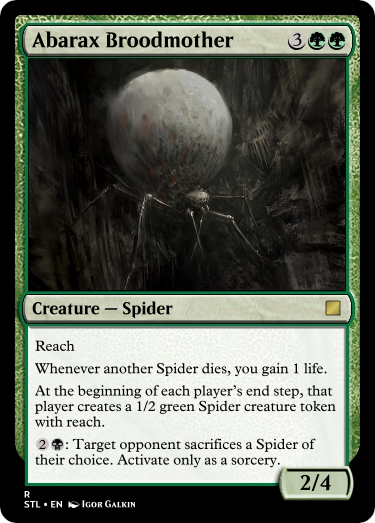 Abarax Broodmother 3
Creature — Spider
Reach
Whenever another Spider dies, you gain 1 life.
At the beginning of each player's end step, that
player creates a 1/2 green Spider creature token
with reach.
2 : Target opponent sacrifices a Spider of
their choice. Activate only as a sorcery.
2/4
R
STL • EN Igor Galkin